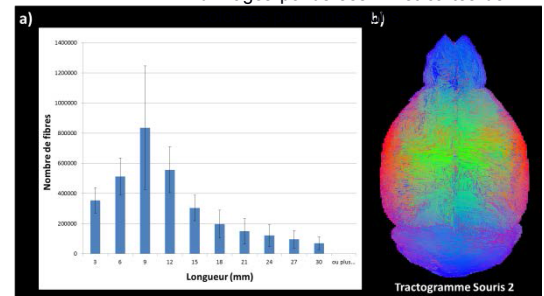 a)
1400000
1200000
1000000
800000
600000
400000
200000
0
Nombre de fibres
3 6 9 12 15 18 21 24 27 30 ou plus...
Longueur (mm)
b)
Tractogramme Souris 2